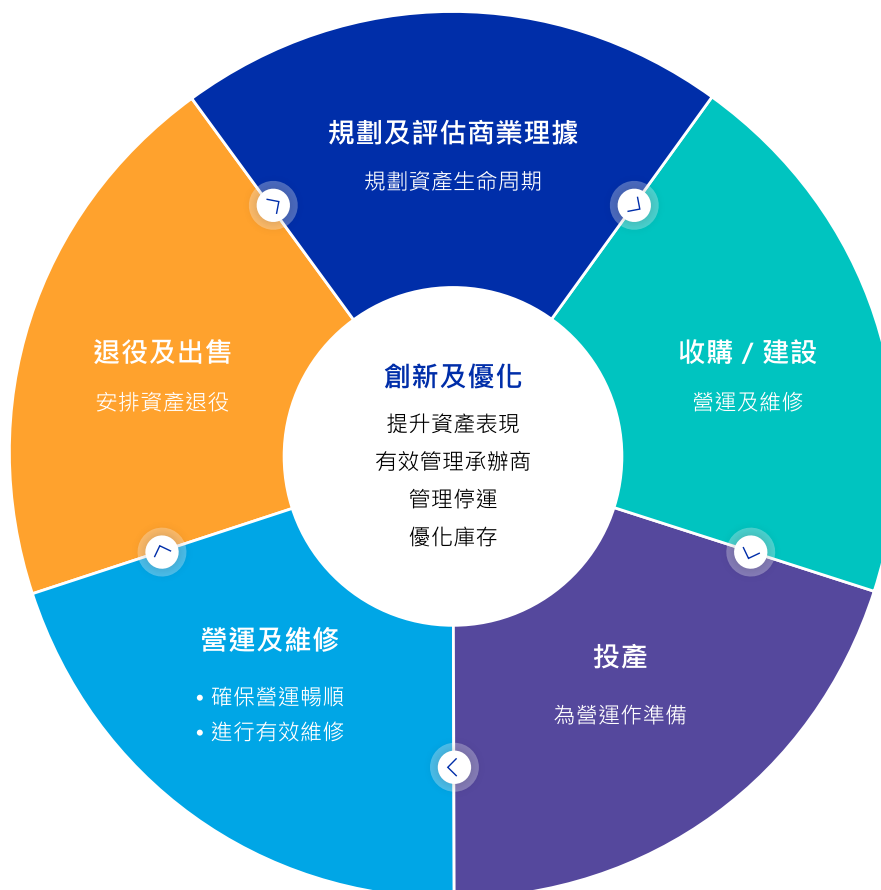 規劃及評估商業理據
規劃資產生命周期
收購 / 建設
營運及維修
投產
為營運作準備
營運及維修
• 確保營運暢順
• 進行有效維修
退役及出售
安排資產退役
創新及優化
提升資產表現
有效管理承辦商
管理停運
優化庫存